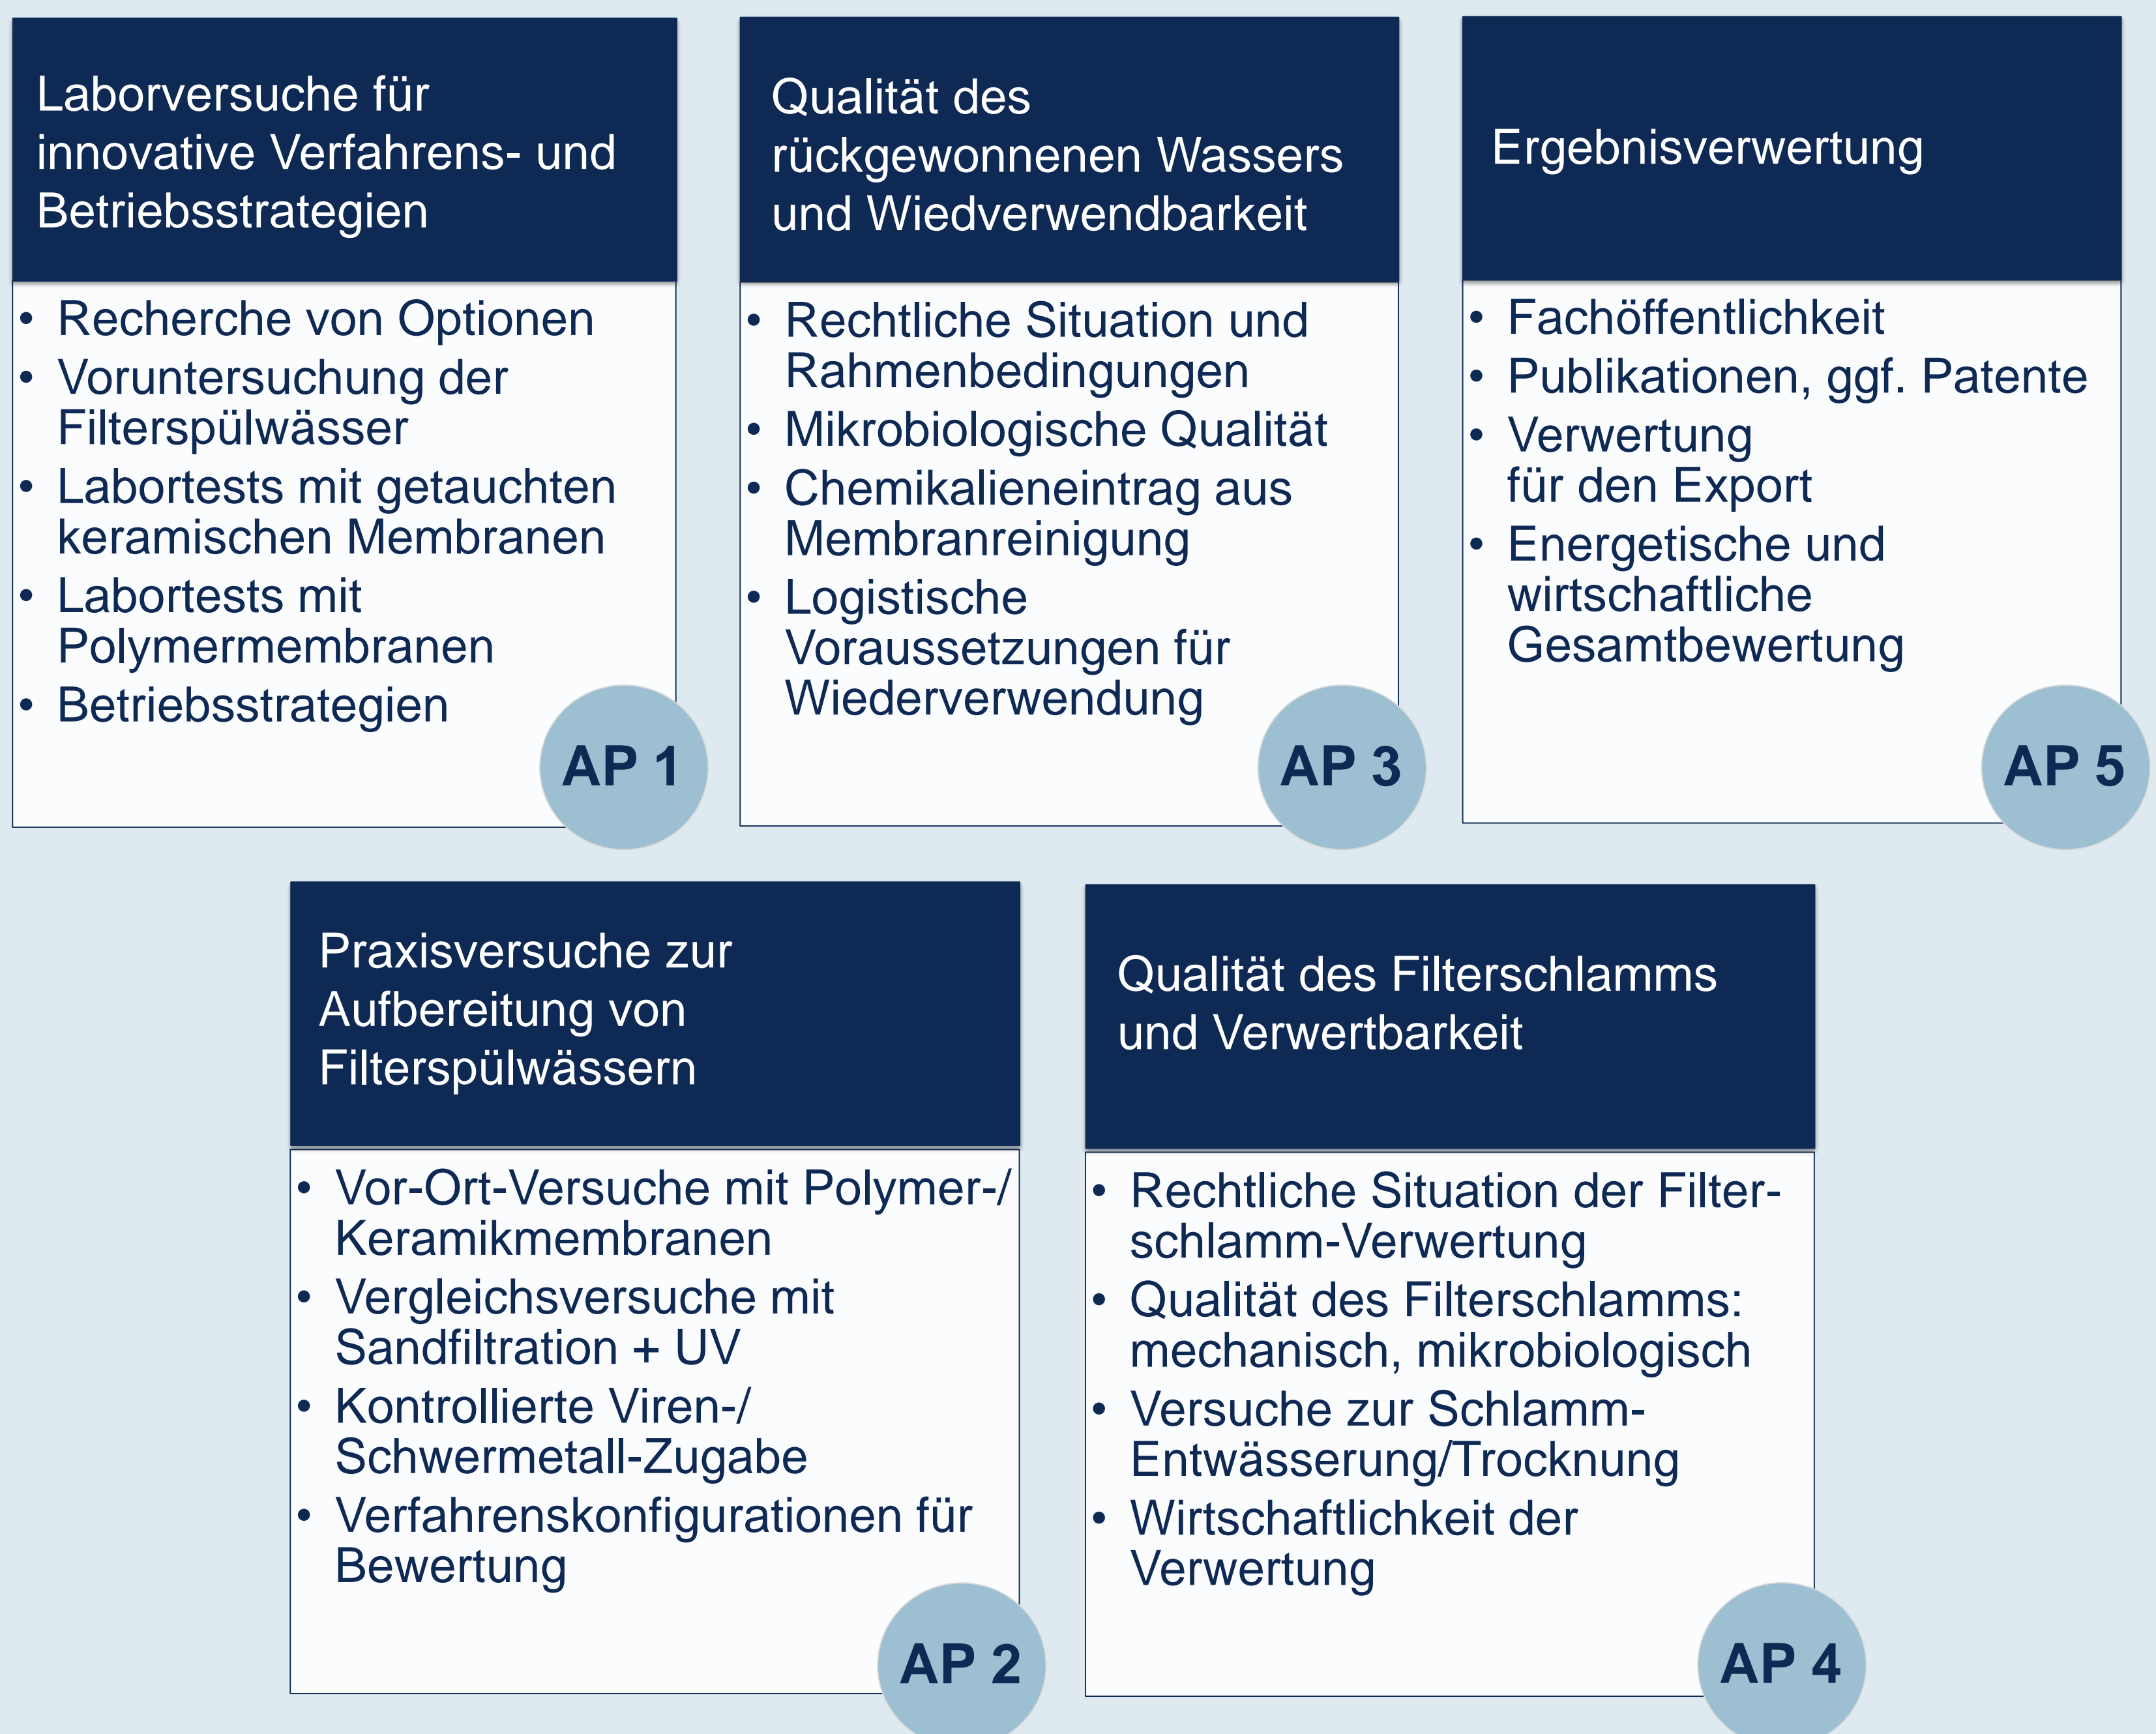 Laborversuche für
innovative Verfahrens- und
Betriebsstrategien
• Recherche von Optionen
• Voruntersuchung der
Filterspülwässer
• Labortests mit getauchten
keramischen Membranen
• Labortests mit
Polymermembranen
• Betriebsstrategien
AP 1
Qualität des
rückgewonnenen Wassers
und Wiedverwendbarkeit
• Rechtliche Situation und
Rahmenbedingungen
• Mikrobiologische Qualität
• Chemikalieneintrag aus
Membranreinigung
• Logistische
Voraussetzungen für
Wiederverwendung
AP 3
Ergebnisverwertung
• Fachöffentlichkeit
• Publikationen, ggf. Patente
• Verwertung
für den Export
• Energetische und
wirtschaftliche
Gesamtbewertung
AP 5
Praxisversuche zur
Aufbereitung von
Filterspülwässern
• Vor-Ort-Versuche mit Polymer-/
Keramikmembranen
• Vergleichsversuche mit
Sandfiltration + UV
• Kontrollierte Viren-/
Schwermetall-Zugabe
• Verfahrenskonfigurationen für
Bewertung
AP 2
Qualität des Filterschlamms
und Verwertbarkeit
• Rechtliche Situation der Filter-
schlamm-Verwertung
• Qualität des Filterschlamms:
mechanisch, mikrobiologisch
• Versuche zur Schlamm-
Entwässerung/Trocknung
• Wirtschaftlichkeit der
Verwertung
AP 4